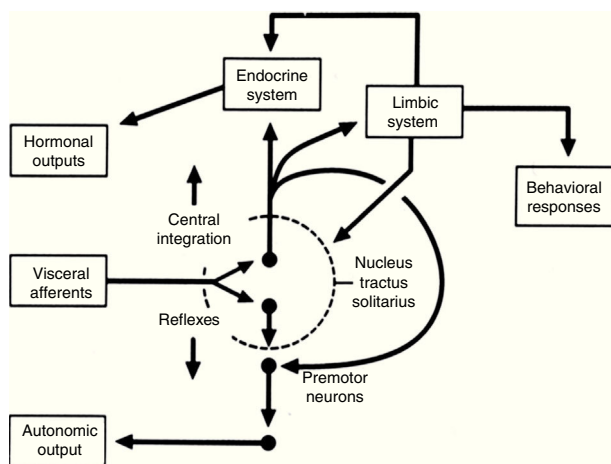 Endocrine
system
Limbic
system
Hormonal
outputs
Behavioral
responses
Central
integration
Nucleus
tractus
solitarius
Visceral
afferents
Reflexes
Premotor
neurons
Autonomic
output